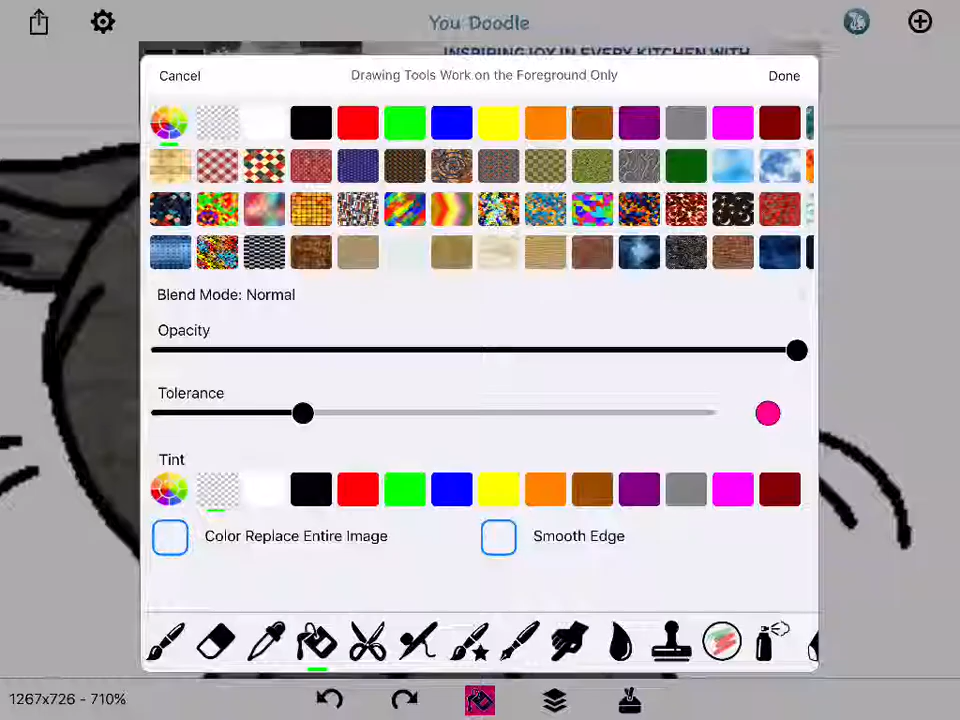 You Doodle
INSPIRING JOY IN EVERY KITCHEN WITH
Cancel
Drawing Tools Work on the Foreground Only
Done
Blend Mode: Normal
Opacity
Tolerance
Tint
Color Replace Entire Image
Smooth Edge
1267x726 - 710%